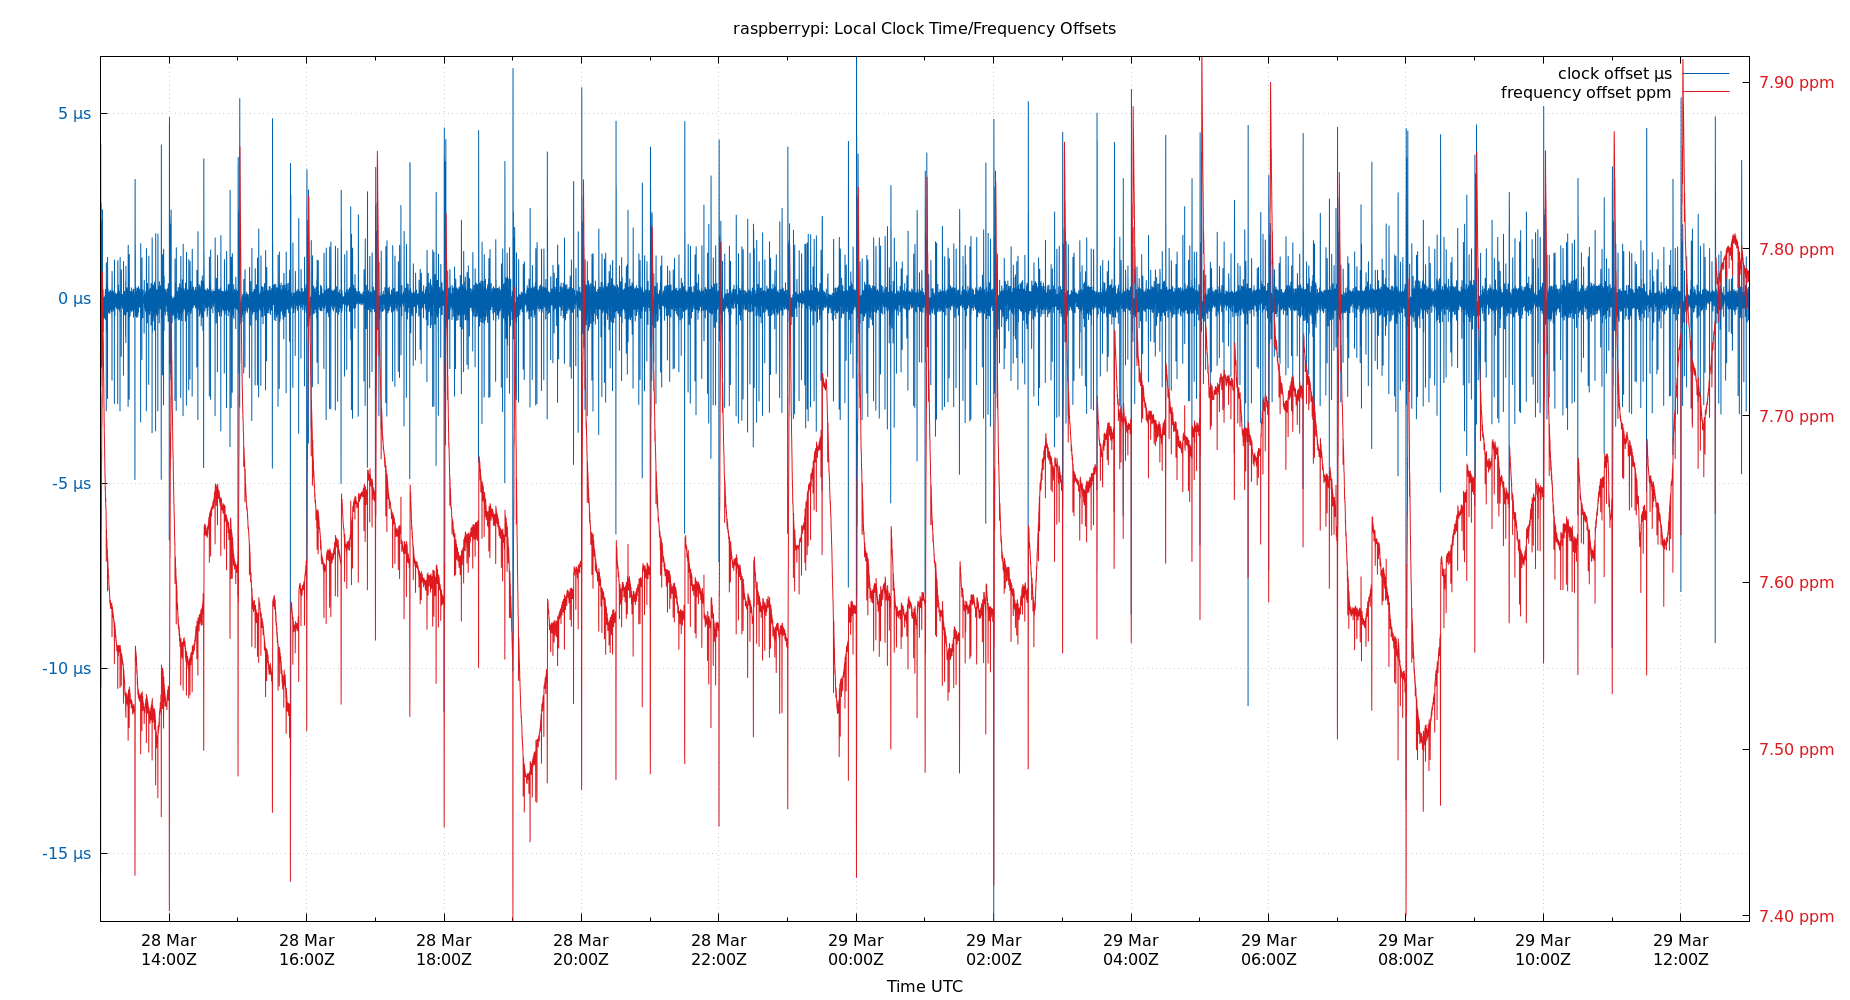 raspberrypi: Local Clock Time/Frequency Offsets
clock offset µs
frequency offset ppm
5 µs
0 µs
-5 µs
-10 µs
-15 µs
7.90 ppm
7.80 ppm
7.70 ppm
7.60 ppm
7.50 ppm
7.40 ppm
28 Mar 28 Mar 28 Mar 28 Mar 28 Mar 29 Mar 29 Mar 29 Mar 29 Mar 29 Mar 29 Mar 29 Mar
14:00Z 16:00Z 18:00Z 20:00Z 22:00Z 00:00Z 02:00Z 04:00Z 06:00Z 08:00Z 10:00Z 12:00Z
Time UTC